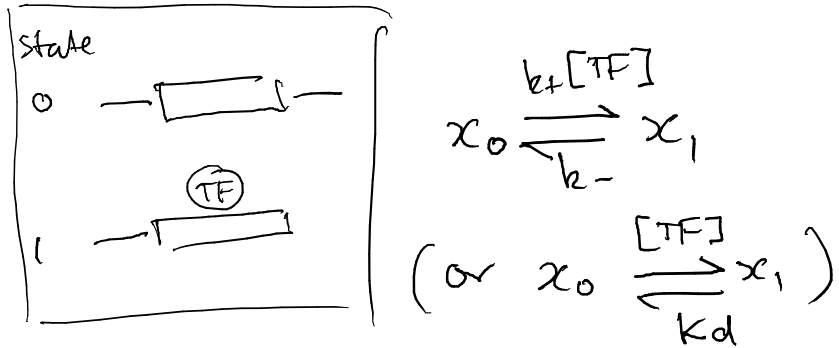 state
0
TF
1
k+[TF]
x0 ⇌ x1
k-
[TF]
(or x0 ⇌ x1)
Kd